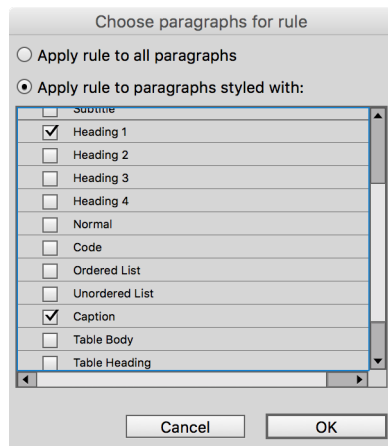 Choose paragraphs for rule
Apply rule to all paragraphs
Apply rule to paragraphs styled with:
Subtitle
Heading 1
Heading 2
Heading 3
Heading 4
Normal
Code
Ordered List
Unordered List
Caption
Table Body
Table Heading
Cancel OK